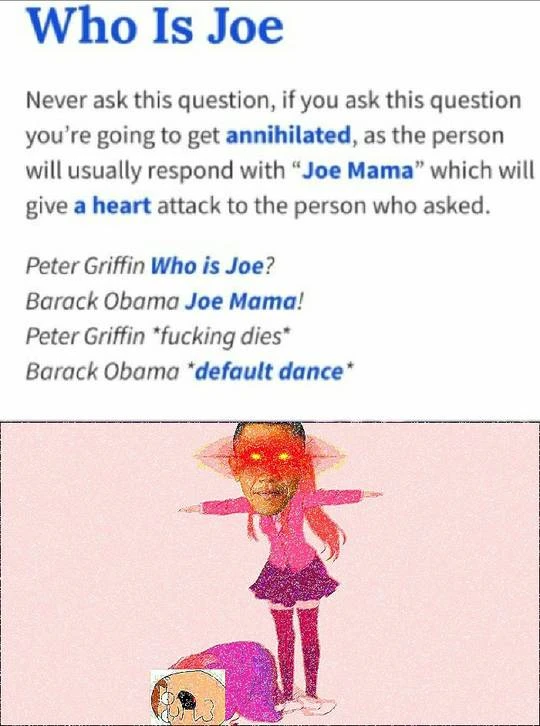 Who Is Joe
Never ask this question, if you ask this question
you're going to get annihilated, as the person
will usually respond with “Joe Mama” which will
give a heart attack to the person who asked.
Peter Griffin Who is Joe?
Barack Obama Joe Mama!
Peter Griffin *fucking dies*
Barack Obama *default dance*